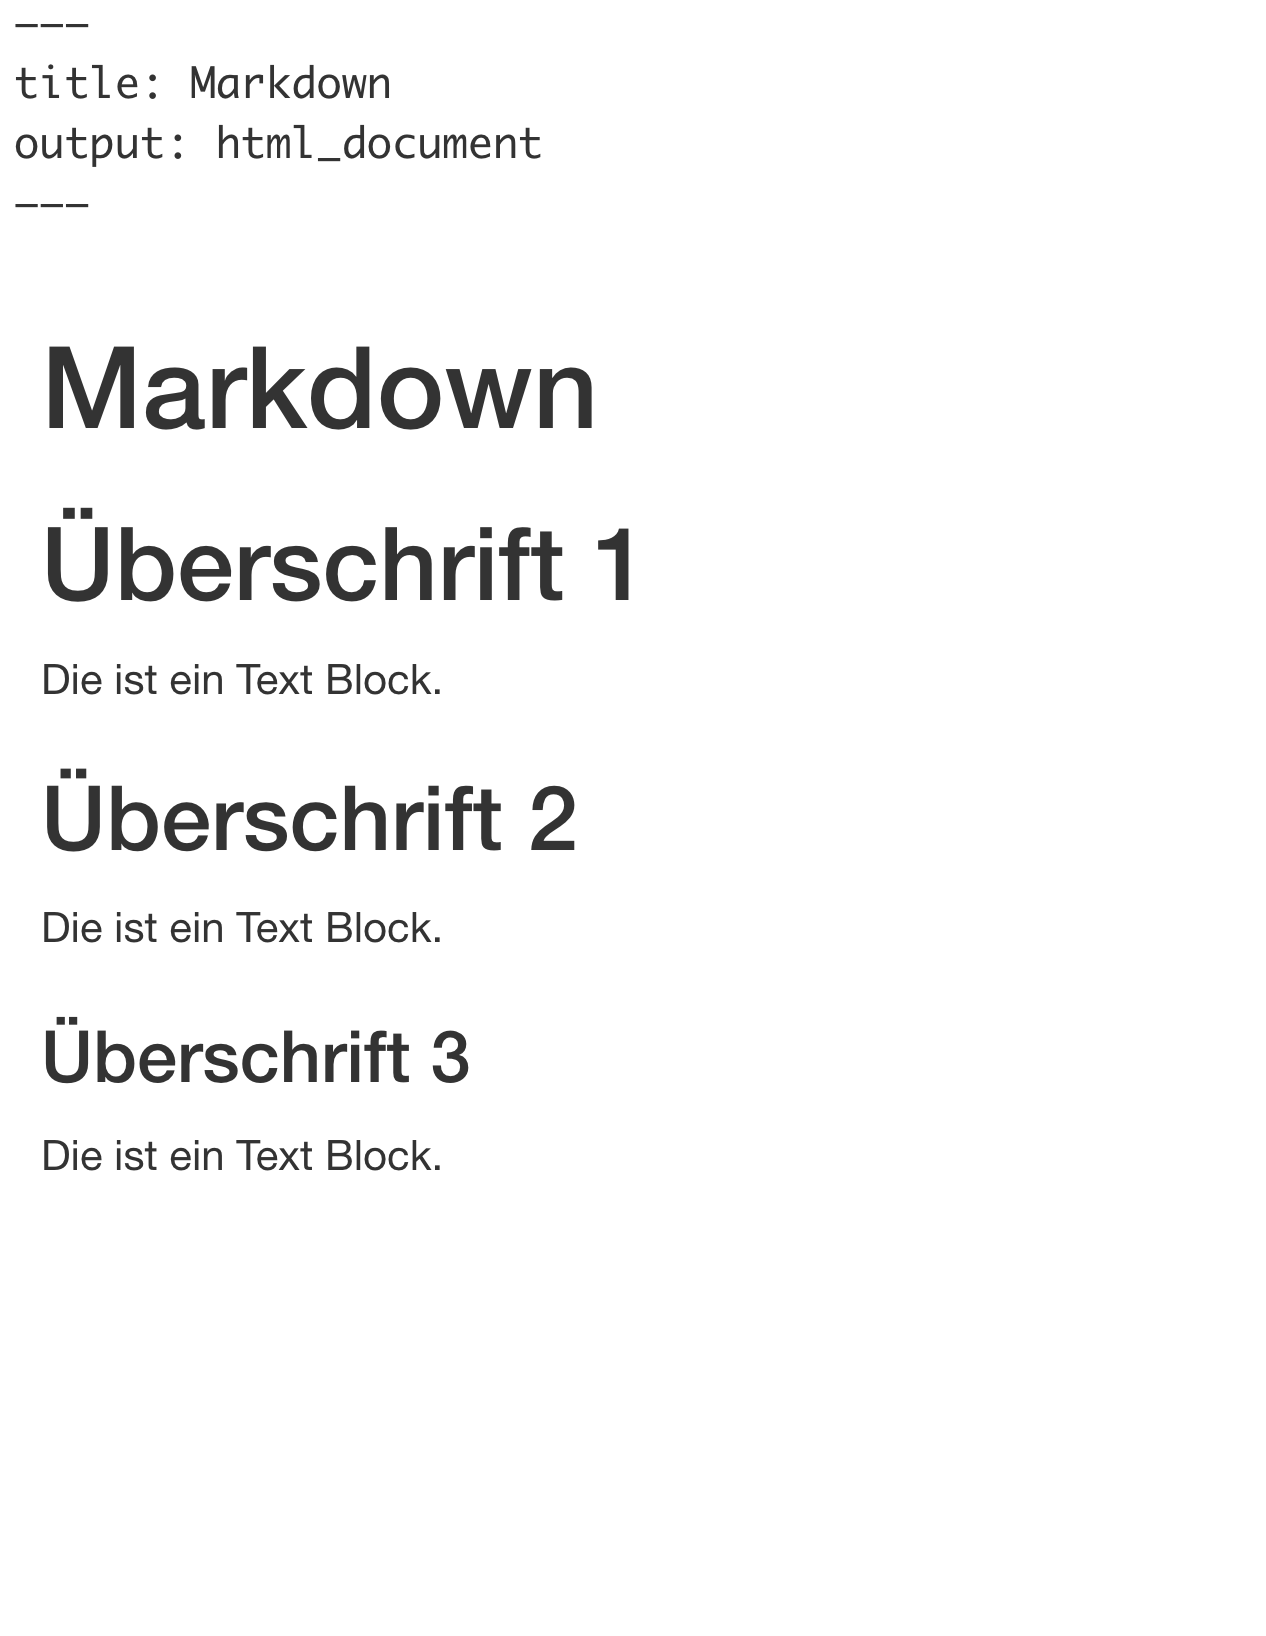 ---
title: Markdown
output: html_document
---
Markdown
Überschrift 1
Die ist ein Text Block.
Überschrift 2
Die ist ein Text Block.
Überschrift 3
Die ist ein Text Block.